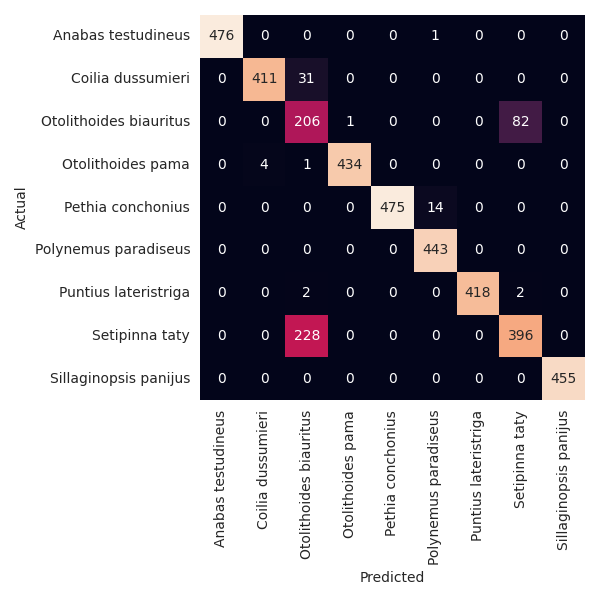 Anabas testudineus 476 0 0 0 0 1 0 0 0
Coilia dussumieri 0 411 31 0 0 0 0 0 0
Otolithoides biauritus 0 0 206 1 0 0 0 82 0
Otolithoides pama 0 4 1 434 0 0 0 0 0
Pethia conchonius 0 0 0 0 475 14 0 0 0
Polynemus paradiseus 0 0 0 0 0 443 0 0 0
Puntius lateristriga 0 0 2 0 0 0 418 2 0
Setipinna taty 0 0 228 0 0 0 0 396 0
Sillaginopsis panijus 0 0 0 0 0 0 0 0 455
Actual
Anabas testudineus
Coilia dussumieri
Otolithoides biauritus
Otolithoides pama
Pethia conchonius
Polynemus paradiseus
Puntius lateristriga
Setipinna taty
Sillaginopsis panijus
Predicted